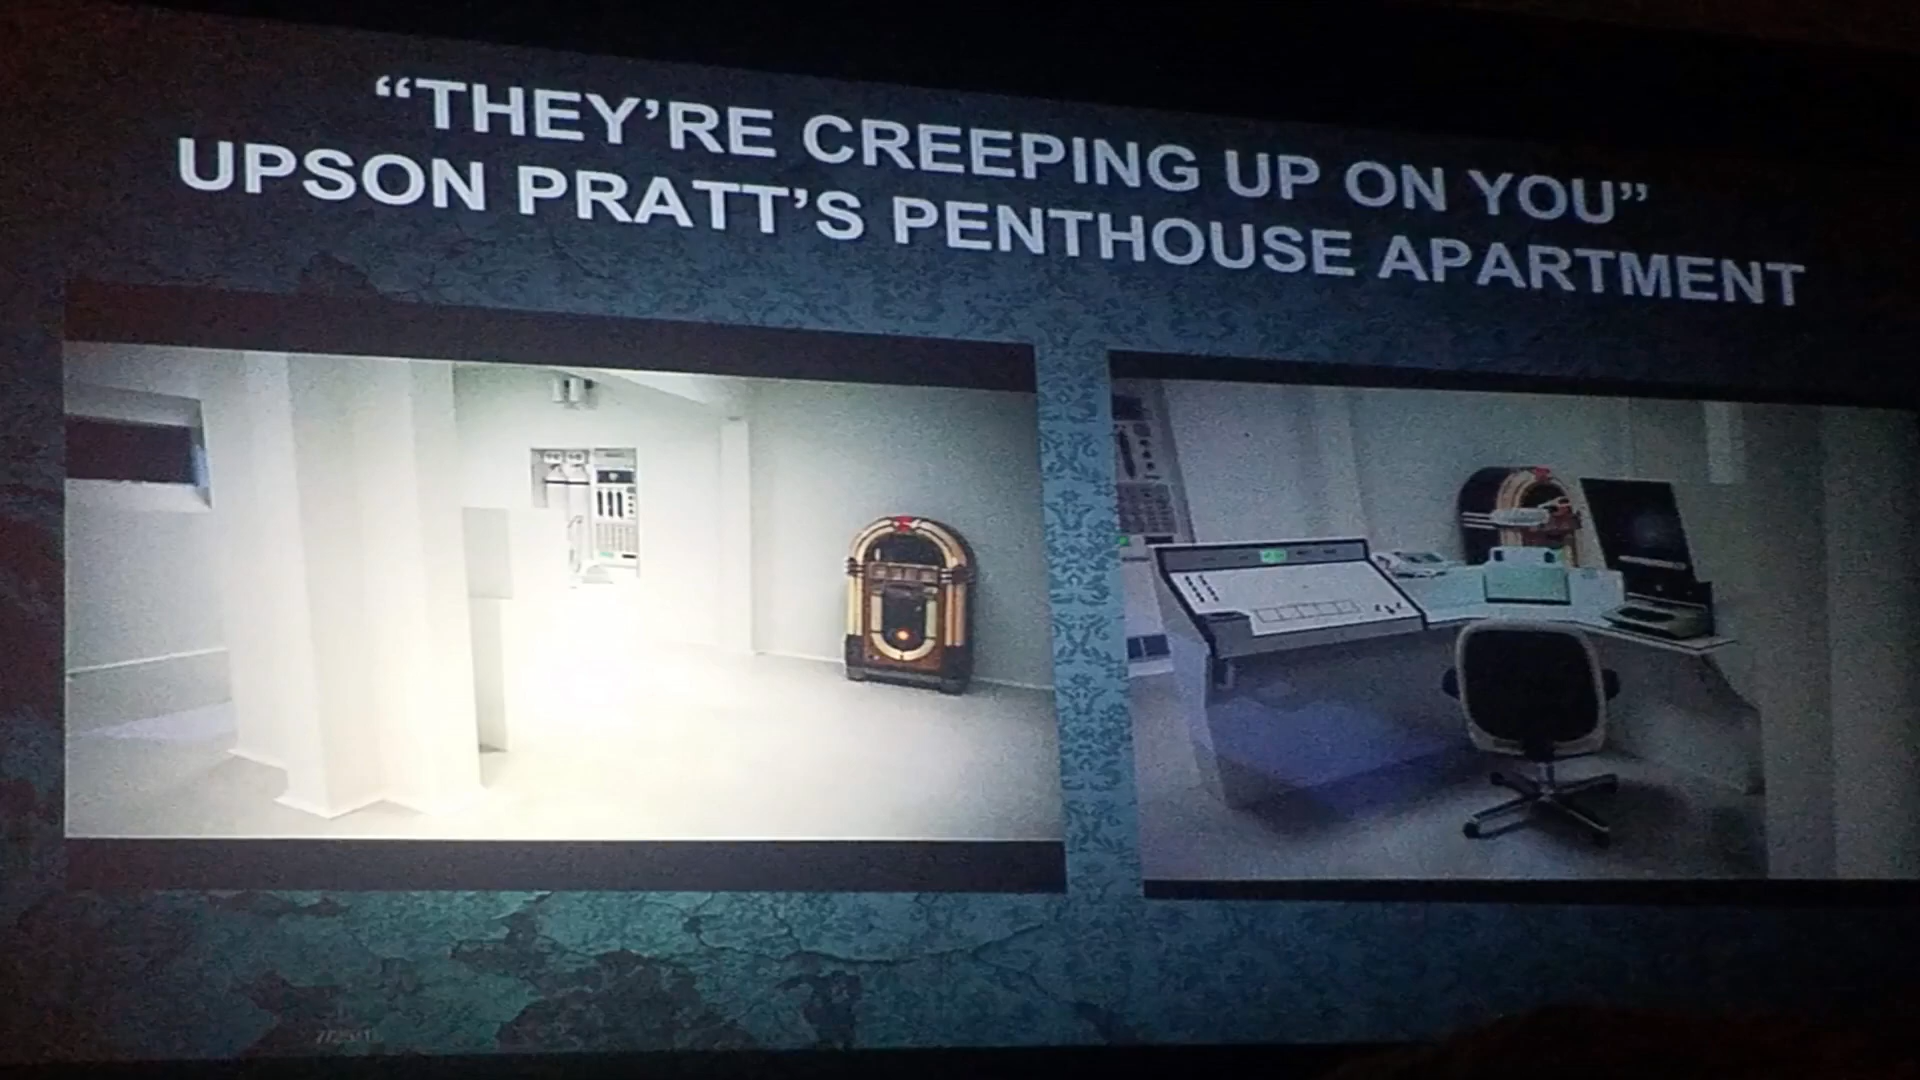 “THEY’RE CREEPING UP ON YOU”
UPSON PRATT’S PENTHOUSE APARTMENT